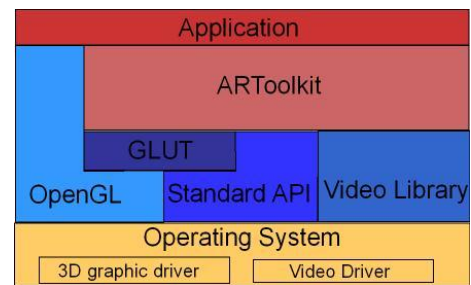 Application
ARToolkit
GLUT
OpenGL
Standard API
Video Library
Operating System
3D graphic driver
Video Driver